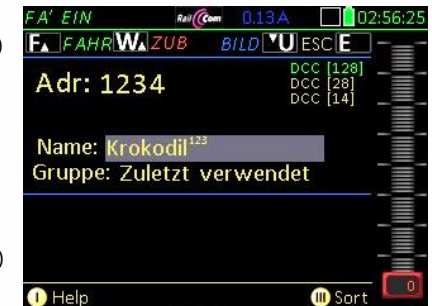 FA' EIN RailCom 0.13A 02:56:25
F FAHR W ZUB BILD U ESC E
Adr: 1234
DCC [128]
DCC [28]
DCC [14]
Name: Krokodil¹²³
Gruppe: Zuletzt verwendet
I Help III Sort 0
)
)